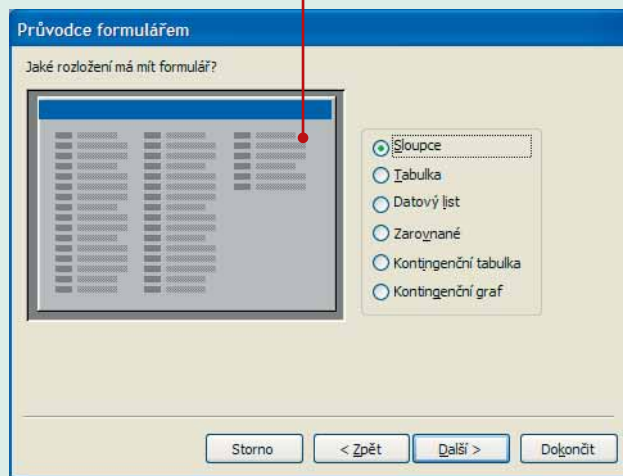 Průvodce formulářem
Jaké rozložení má mít formulář?
Sloupce
Tabulka
Datový list
Zarovnané
Kontingenční tabulka
Kontingenční graf
Storno
< Zpět
Další >
Dokončit